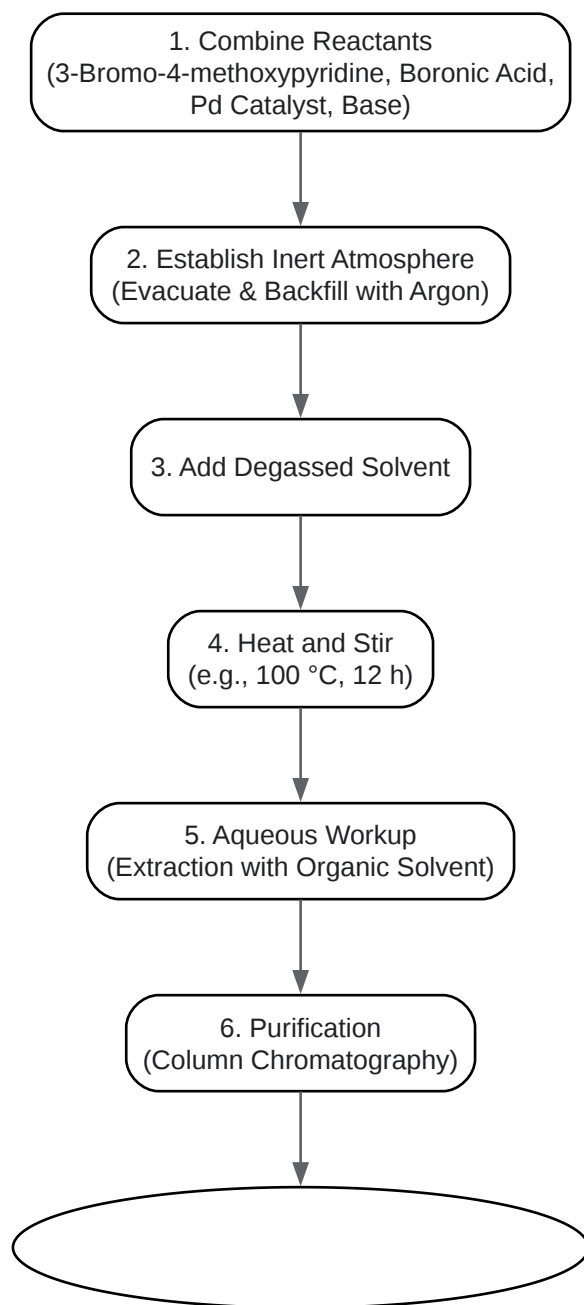 1. Combine Reactants
(3-Bromo-4-methoxypyridine, Boronic Acid,
Pd Catalyst, Base)
2. Establish Inert Atmosphere
(Evacuate & Backfill with Argon)
3. Add Degassed Solvent
4. Heat and Stir
(e.g., 100 °C, 12 h)
5. Aqueous Workup
(Extraction with Organic Solvent)
6. Purification
(Column Chromatography)